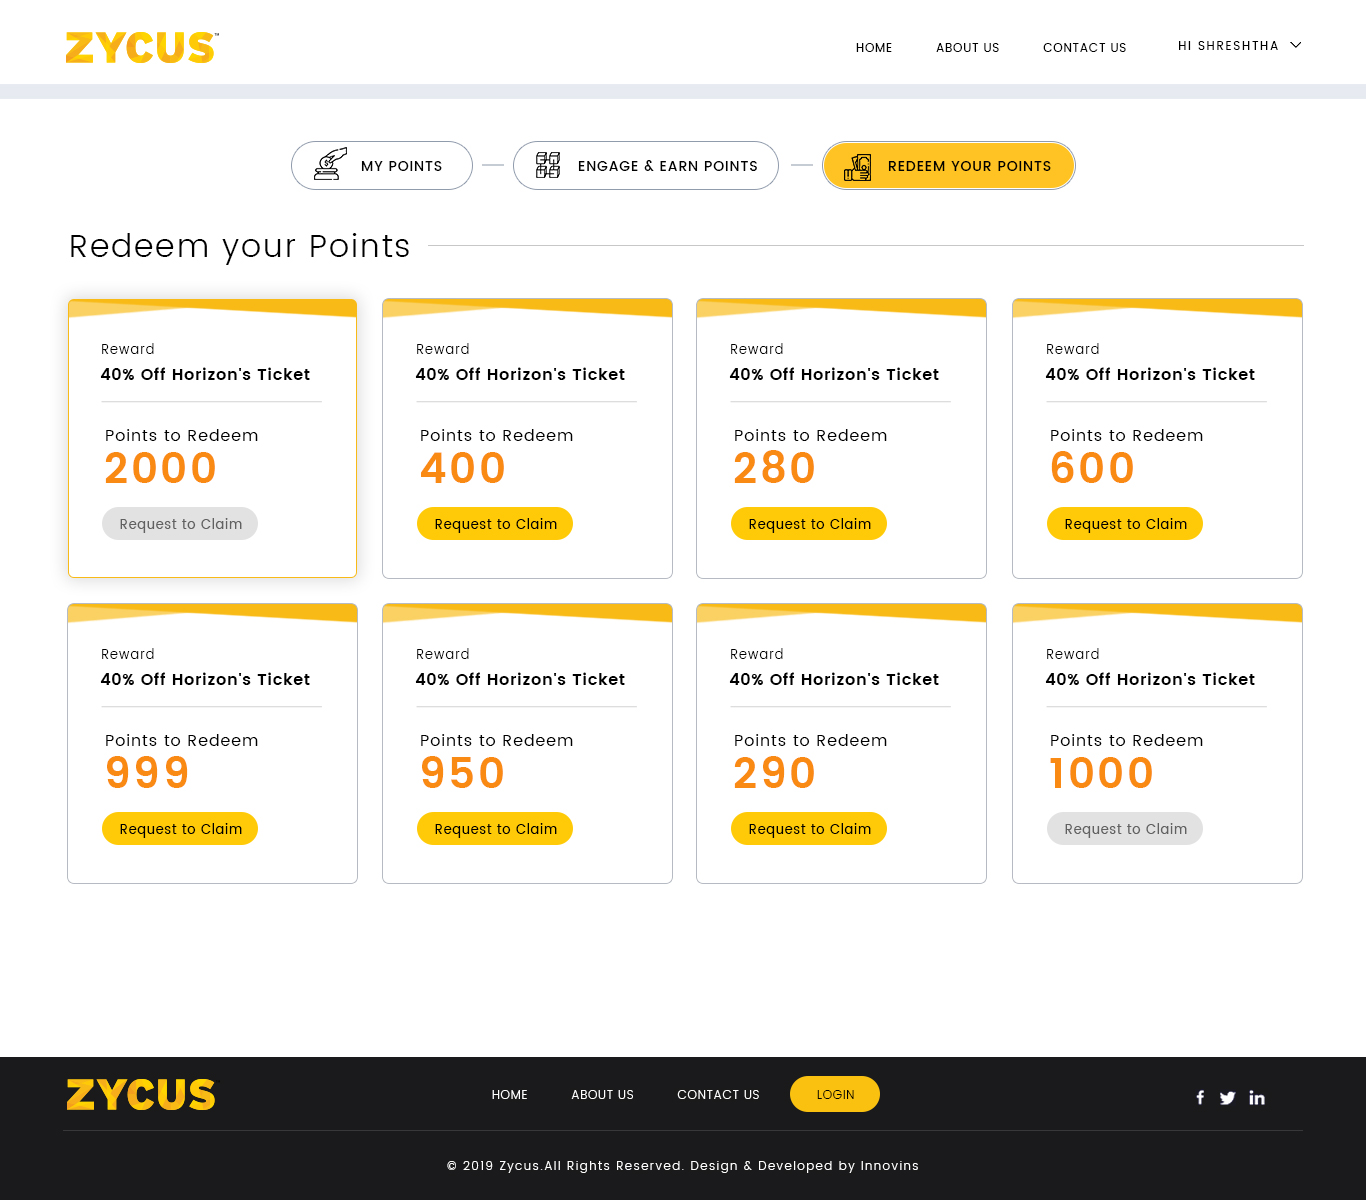 ZYCUS™
HOME ABOUT US CONTACT US HI SHRESHTHA
MY POINTS ENGAGE & EARN POINTS REDEEM YOUR POINTS
Redeem your Points
Reward Reward Reward Reward
40% Off Horizon's Ticket 40% Off Horizon's Ticket 40% Off Horizon's Ticket 40% Off Horizon's Ticket
Points to Redeem Points to Redeem Points to Redeem Points to Redeem
2000 400 280 600
Request to Claim Request to Claim Request to Claim Request to Claim
Reward Reward Reward Reward
40% Off Horizon's Ticket 40% Off Horizon's Ticket 40% Off Horizon's Ticket 40% Off Horizon's Ticket
Points to Redeem Points to Redeem Points to Redeem Points to Redeem
999 950 290 1000
Request to Claim Request to Claim Request to Claim Request to Claim
ZYCUS HOME ABOUT US CONTACT US LOGIN
© 2019 Zycus.All Rights Reserved. Design & Developed by Innovins